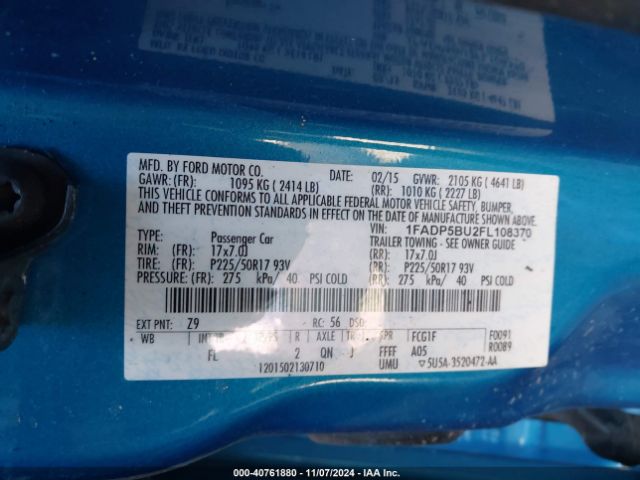 MFD. BY FORD MOTOR CO.
DATE: 02/15 GVWR: 2105 KG ( 4641 LB)
GAWR: (FR): 1095 KG ( 2414 LB) (RR): 1010 KG ( 2227 LB)
THIS VEHICLE CONFORMS TO ALL APPLICABLE FEDERAL MOTOR VEHICLE SAFETY, BUMPER,
AND THEFT PREVENTION STANDARDS IN EFFECT ON THE DATE OF MANUFACTURE SHOWN ABOVE.
VIN: 1FADP5BU2FL108370
TYPE: Passenger Car TRAILER TOWING - SEE OWNER GUIDE
RIM: (FR): 17x7.0J (RR): 17x7.0J
TIRE: (FR): P225/50R17 93V (RR): P225/50R17 93V
PRESSURE: (FR): 275 kPa/ 40 PSI COLD (RR): 275 kPa/ 40 PSI COLD
EXT PNT: Z9 RC: 56 DSO:
WB R AXLE SPR FCG1F F0091
FL 2 QN J FFFF A05 R0089
1201502130710 UMU 5U5A-3520472-AA
000-40761880 - 11/07/2024 - IAA Inc.